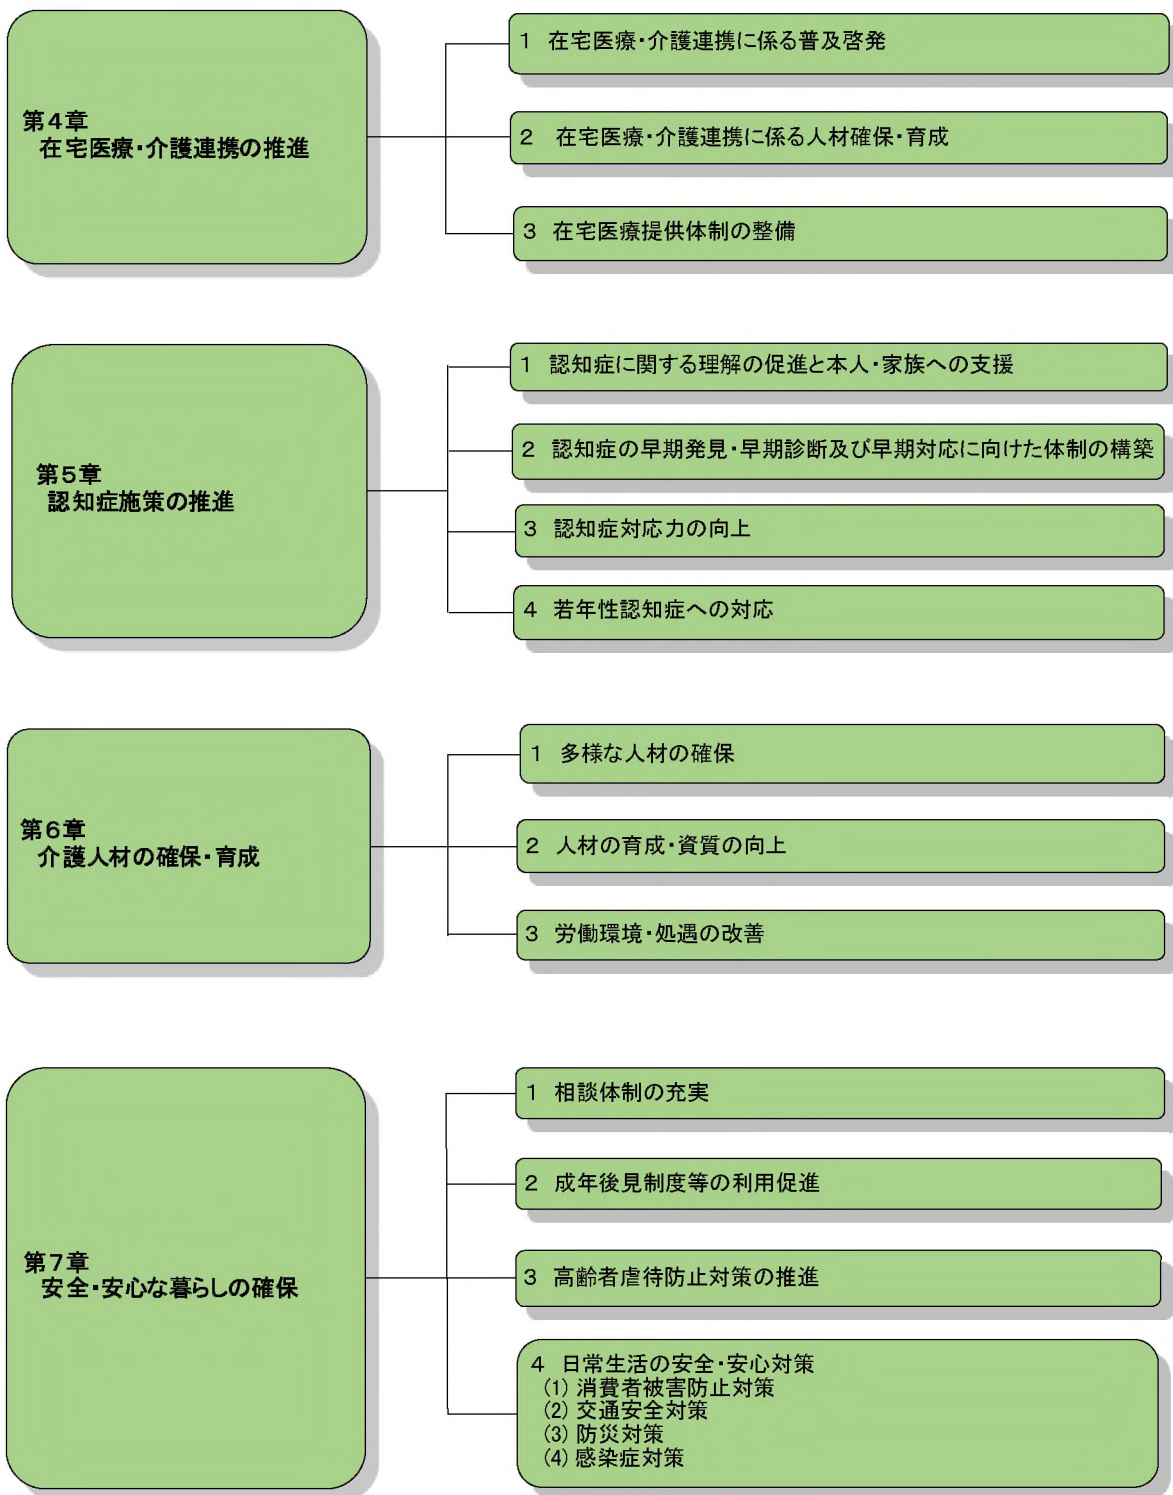 第4章
在宅医療・介護連携の推進
1 在宅医療・介護連携に係る普及啓発
2 在宅医療・介護連携に係る人材確保・育成
3 在宅医療提供体制の整備
第5章
認知症施策の推進
1 認知症に関する理解の促進と本人・家族への支援
2 認知症の早期発見・早期診断及び早期対応に向けた体制の構築
3 認知症対応力の向上
4 若年性認知症への対応
第6章
介護人材の確保・育成
1 多様な人材の確保
2 人材の育成・資質の向上
3 労働環境・処遇の改善
第7章
安全・安心な暮らしの確保
1 相談体制の充実
2 成年後見制度等の利用促進
3 高齢者虐待防止対策の推進
4 日常生活の安全・安心対策
(1) 消費者被害防止対策
(2) 交通安全対策
(3) 防災対策
(4) 感染症対策